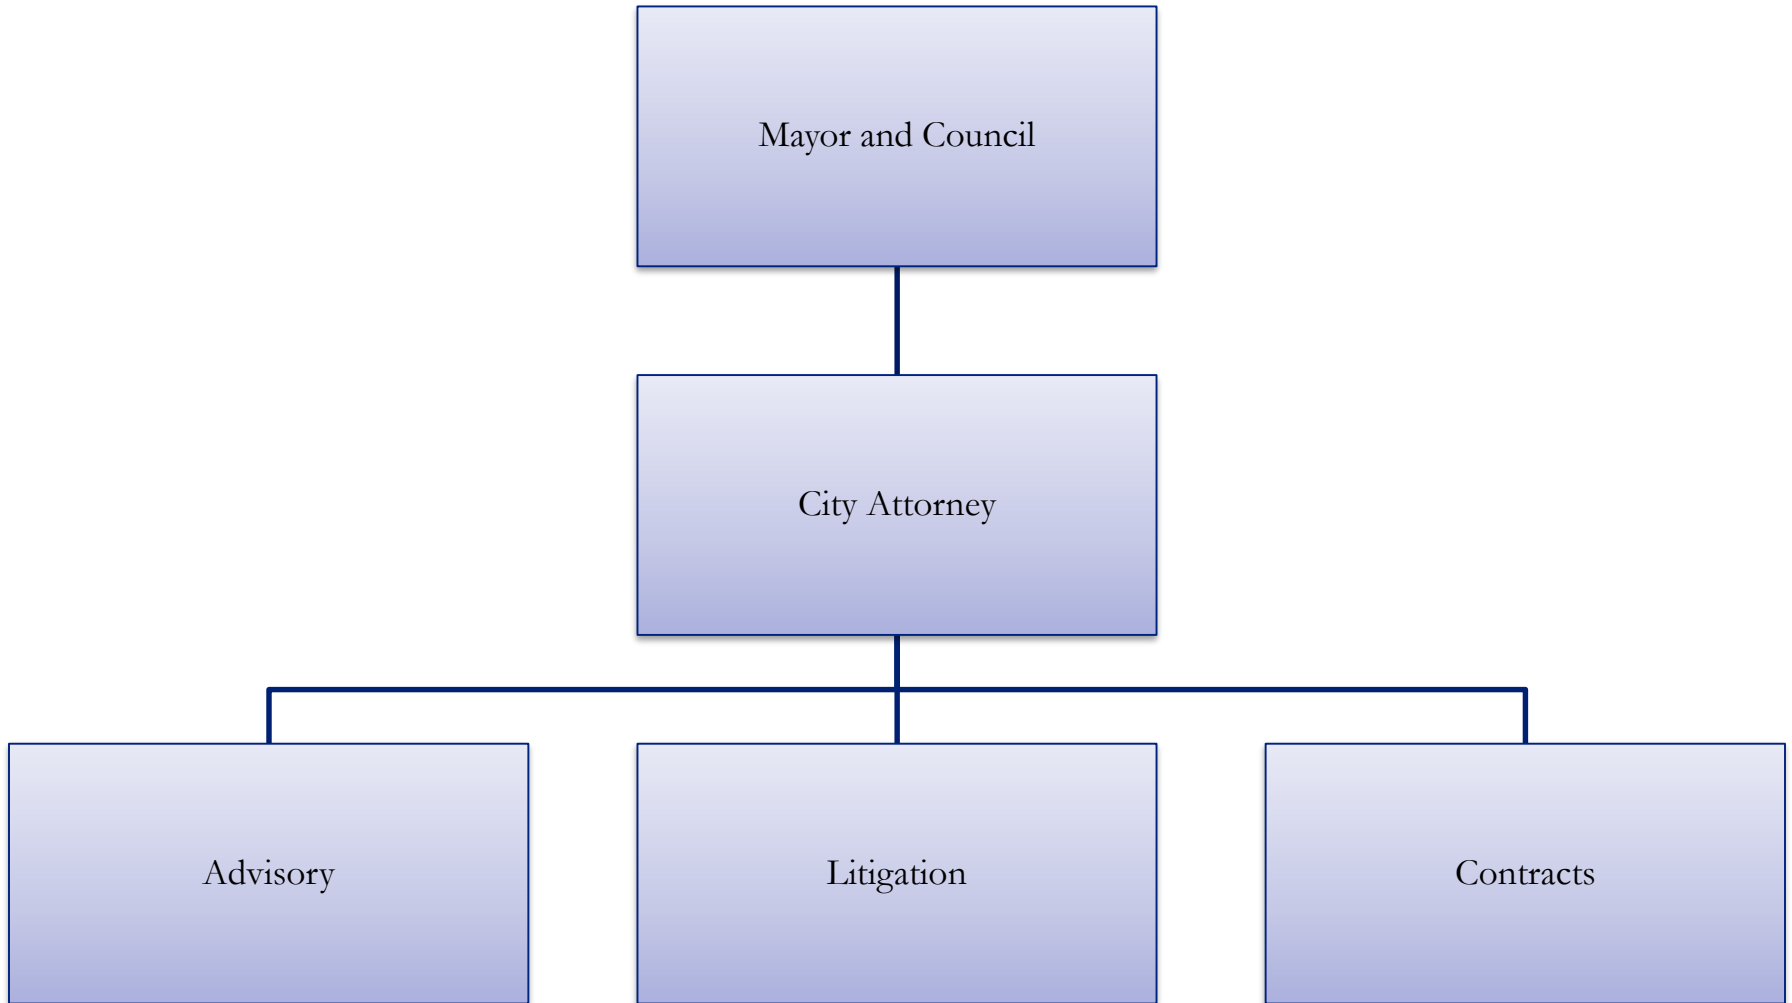 Mayor and Council
City Attorney
Advisory
Litigation
Contracts